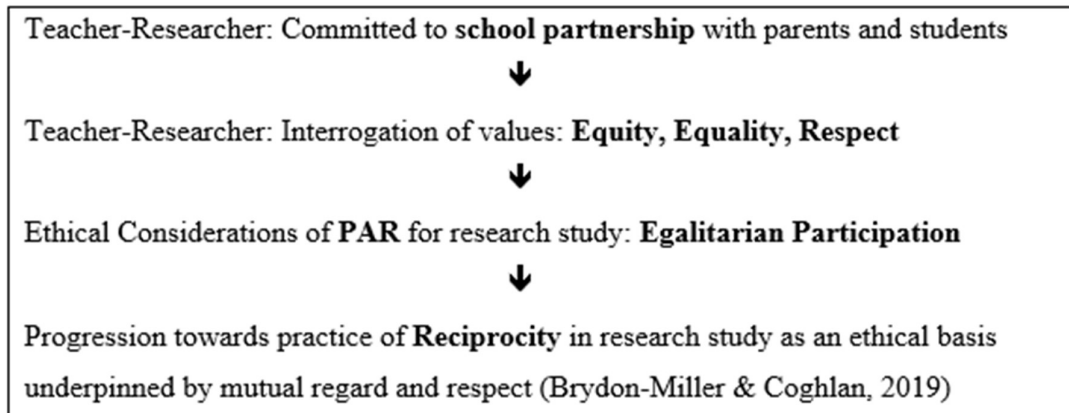 Teacher-Researcher: Committed to school partnership with parents and students
Teacher-Researcher: Interrogation of values: Equity, Equality, Respect
Ethical Considerations of PAR for research study: Egalitarian Participation
Progression towards practice of Reciprocity in research study as an ethical basis
underpinned by mutual regard and respect (Brydon-Miller & Coghlan, 2019)